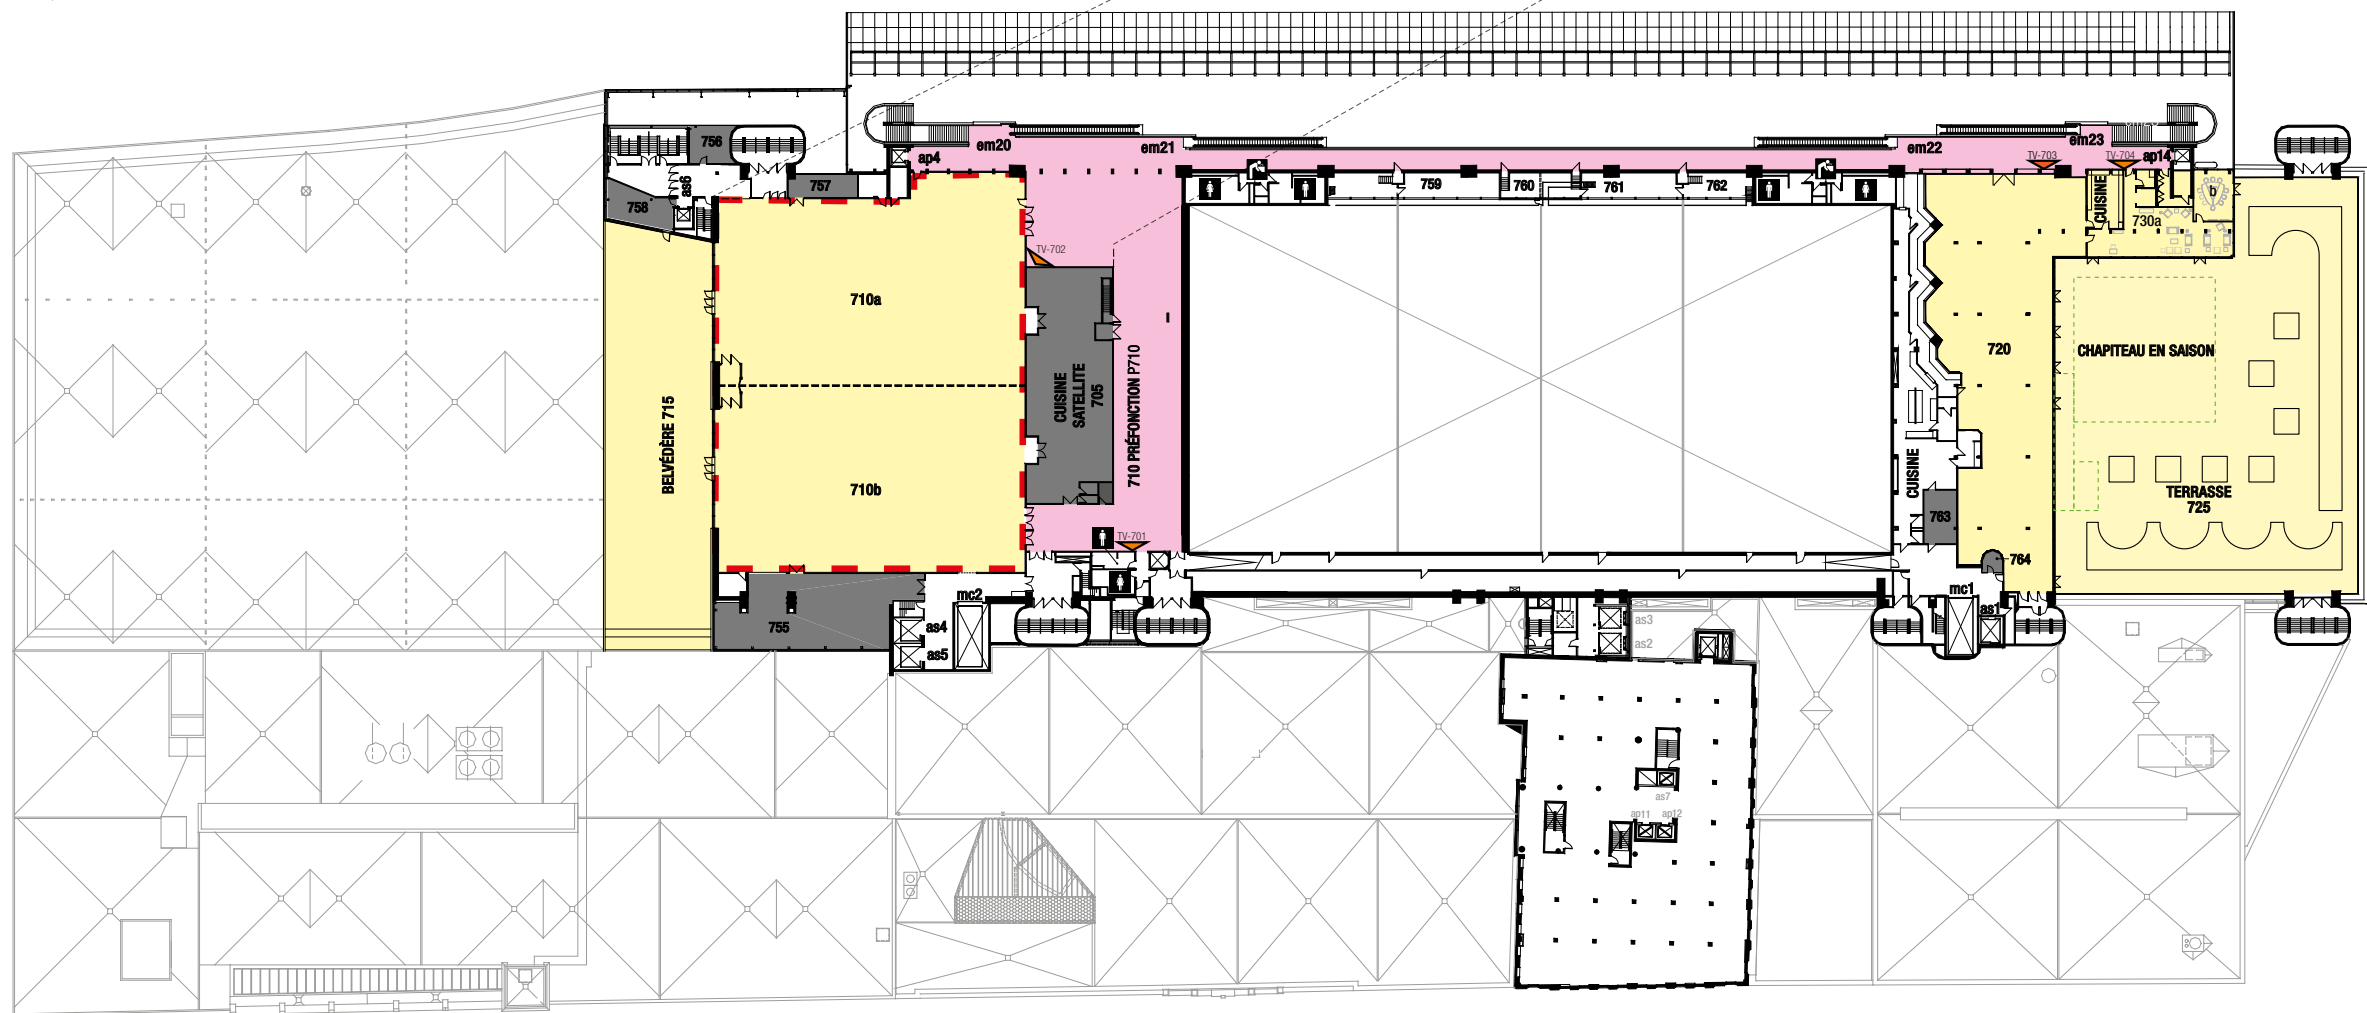 em20
em21
em22
em23
756
ap4
TV-703
TV-704
ap14
as6
757
759
760
761
762
CUISINE
b
758
730a
TV-702
710a
720
CHAPITEAU EN SAISON
BELVÉDÈRE 715
CUISINE
SATELLITE
705
710 PRÉFONCTION P710
710b
CUISINE
TERRASSE
725
763
TV-701
764
mc2
mc1
755
as4
as1
as3
as5
as2
as7
ap11
ap12